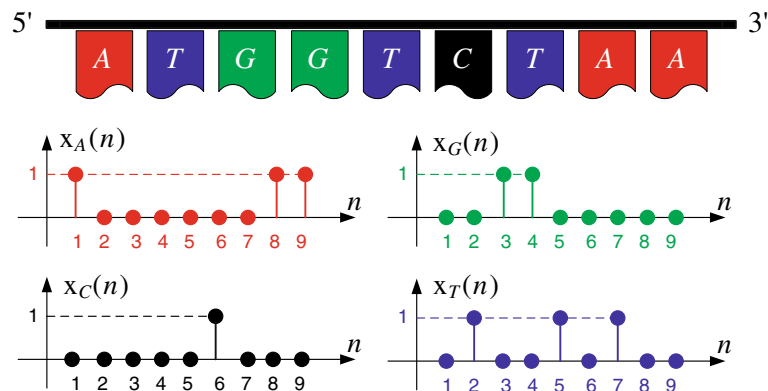 5' 3'
A T G G T C T A A
x_A(n)
1
n
1 2 3 4 5 6 7 8 9
x_G(n)
1
n
1 2 3 4 5 6 7 8 9
x_C(n)
1
n
1 2 3 4 5 6 7 8 9
x_T(n)
1
n
1 2 3 4 5 6 7 8 9